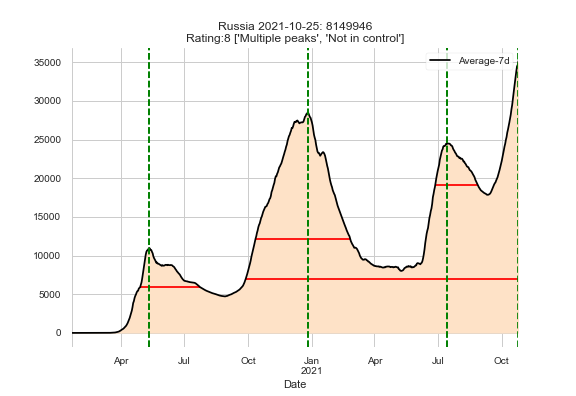 Russia 2021-10-25: 8149946
Rating:8 ['Multiple peaks', 'Not in control']
Average-7d
35000
30000
25000
20000
15000
10000
5000
0
Apr Jul Oct Jan Apr Jul Oct
2021
Date